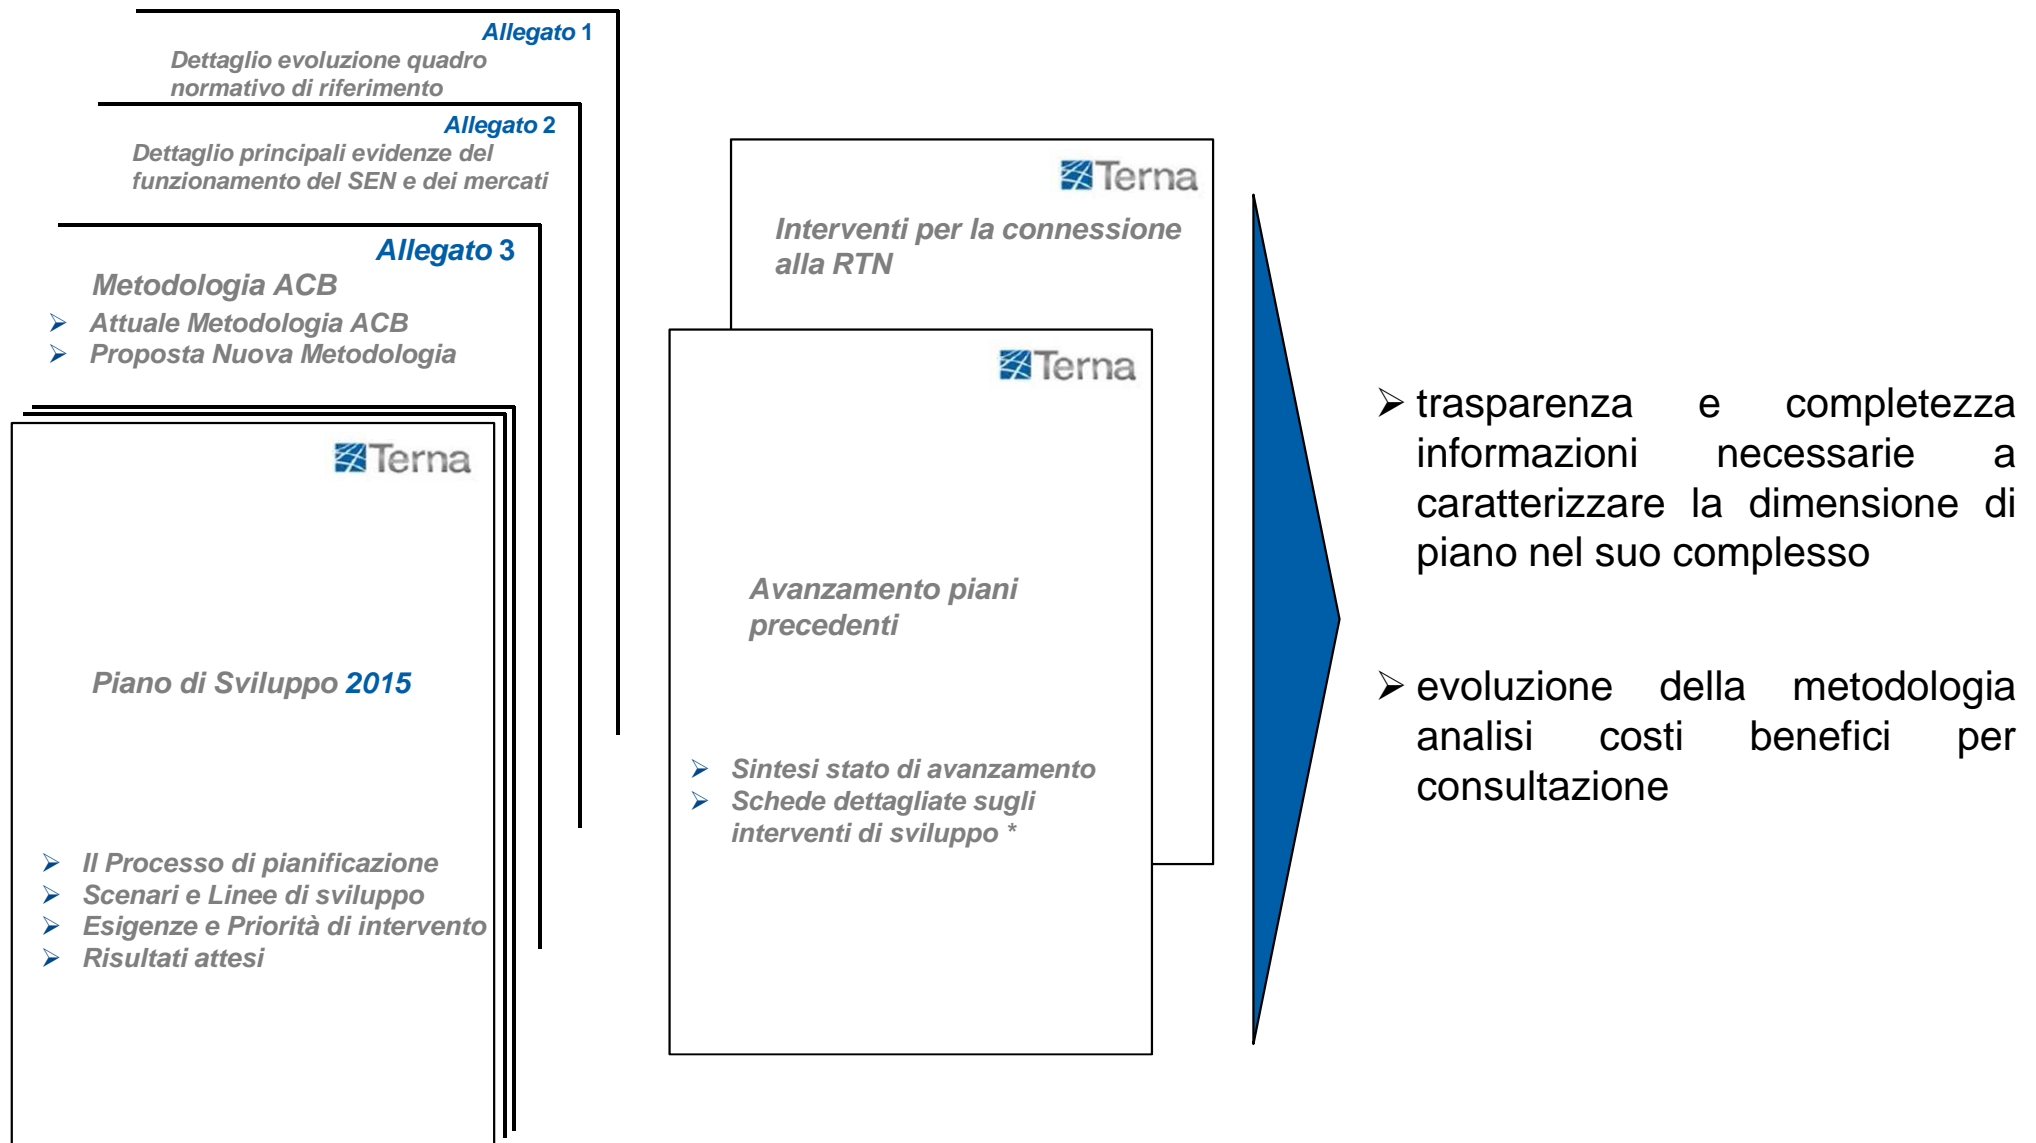 Allegato 1
Dettaglio evoluzione quadro
normativo di riferimento
Allegato 2
Dettaglio principali evidenze del
funzionamento del SEN e dei mercati
Allegato 3
Metodologia ACB
➢ Attuale Metodologia ACB
➢ Proposta Nuova Metodologia
Terna
Piano di Sviluppo 2015
➢ Il Processo di pianificazione
➢ Scenari e Linee di sviluppo
➢ Esigenze e Priorità di intervento
➢ Risultati attesi
Terna
Interventi per la connessione
alla RTN
Terna
Avanzamento piani
precedenti
➢ Sintesi stato di avanzamento
➢ Schede dettagliate sugli
interventi di sviluppo *
➢ trasparenza e completezza
informazioni necessarie a
caratterizzare la dimensione di
piano nel suo complesso
➢ evoluzione della metodologia
analisi costi benefici per
consultazione